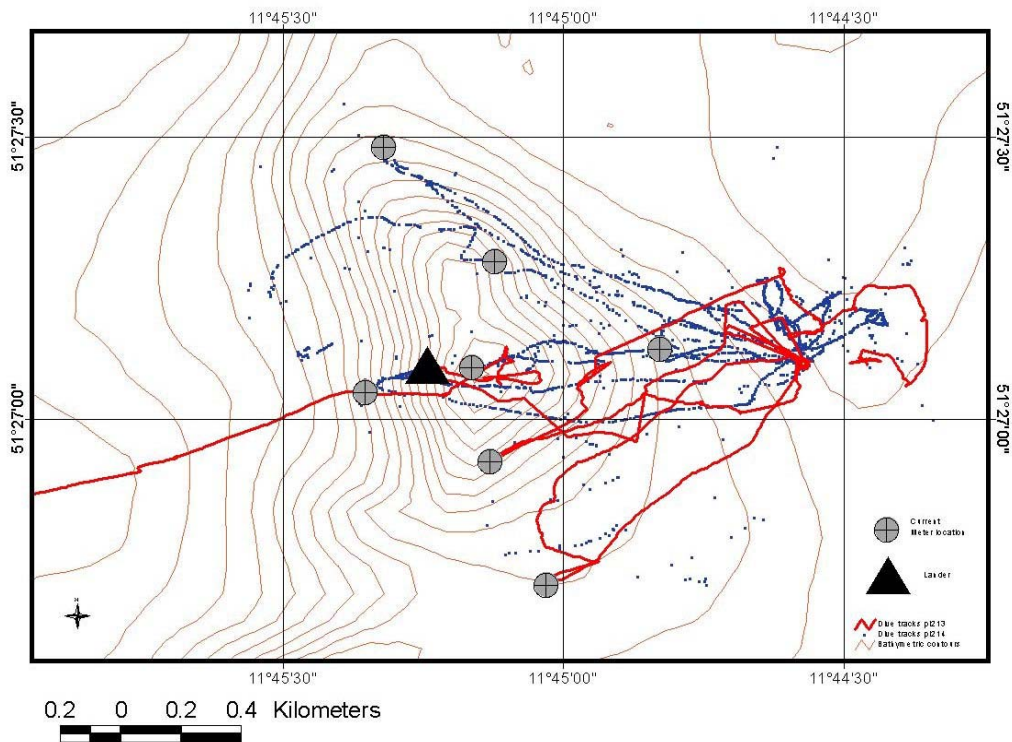 11°45'30" 11°45'00" 11°44'30"
51°27'30" 51°27'30"
51°27'00" 51°27'00"
Current
Meter location
Lander
N
Dive tracks pl213
Dive tracks pl214
Bathymetric contours
11°45'30" 11°45'00" 11°44'30"
0.2 0 0.2 0.4 Kilometers